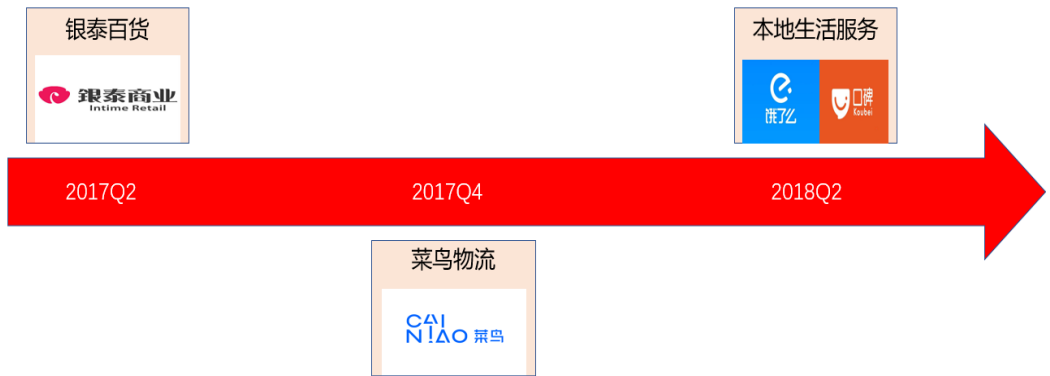 银泰百货
银泰商业
Intime Retail
本地生活服务
饿了么
口碑
Koubei
2017Q2
2017Q4
2018Q2
菜鸟物流
CAI
NIAO 菜鸟